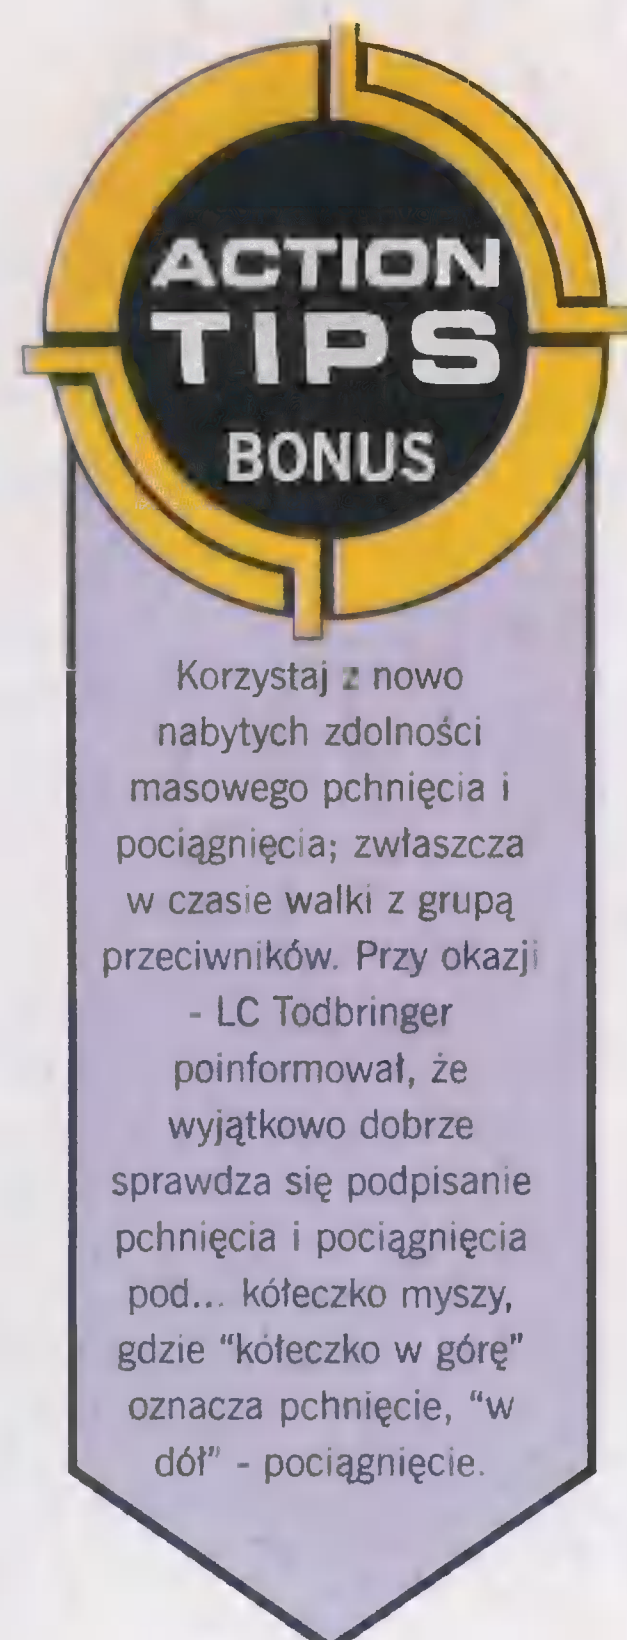 ACTION
TIPS
BONUS
Korzystaj z nowo
nabytych zdolności
masowego pchnięcia i
pociągnięcia; zwłaszcza
w czasie walki z grupą
przeciwników. Przy okazji
- LC Todbringer
poinformował, że
wyjątkowo dobrze
sprawdza się podpisanie
pchnięcia i pociągnięcia
pod... kółeczko myszy,
gdzie "kółeczko w górę"
oznacza pchnięcie, "w
dół" - pociągnięcie.